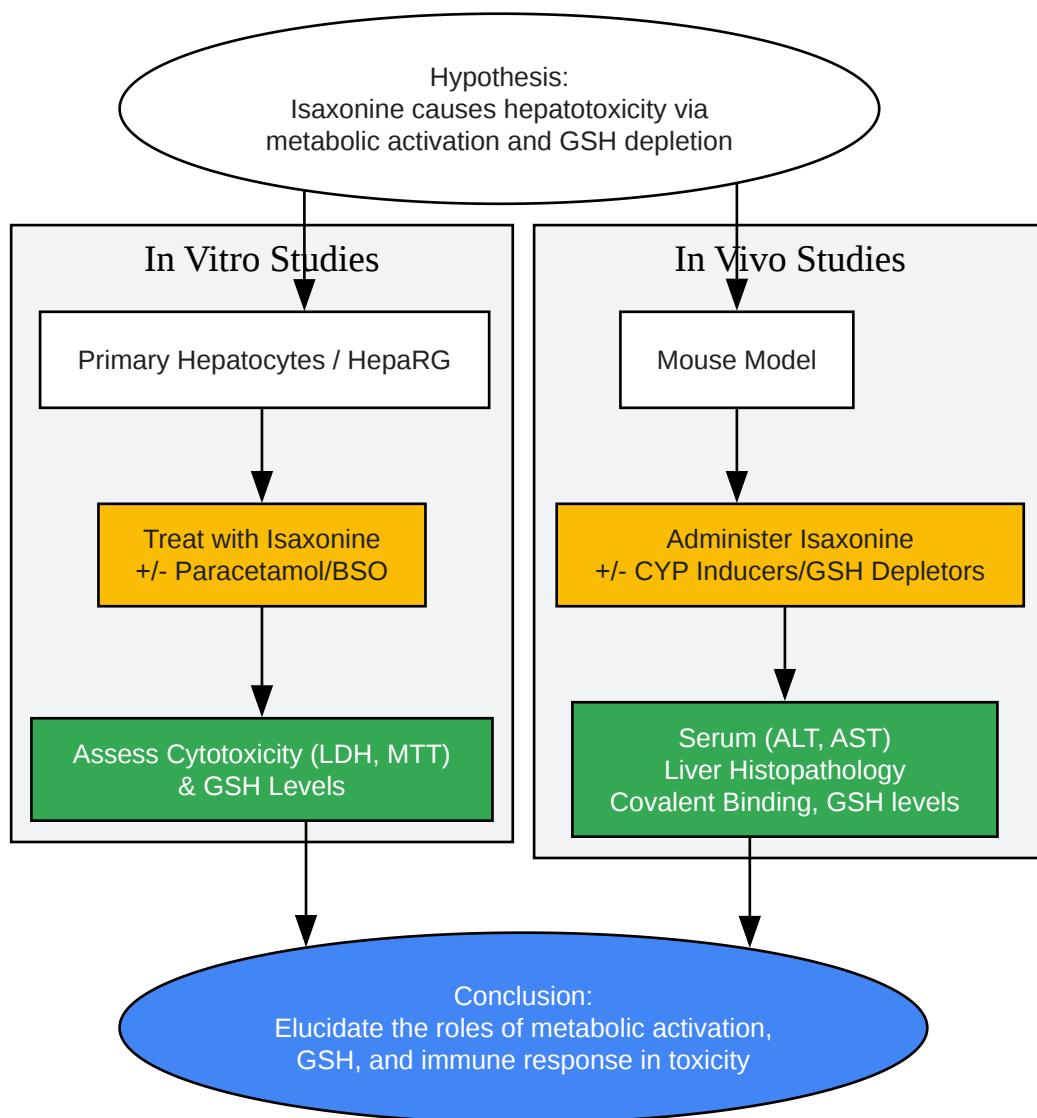 Hypothesis:
Isaxonine causes hepatotoxicity via
metabolic activation and GSH depletion
In Vitro Studies
Primary Hepatocytes / HepaRG
Treat with Isaxonine
+/- Paracetamol/BSO
Assess Cytotoxicity (LDH, MTT)
& GSH Levels
In Vivo Studies
Mouse Model
Administer Isaxonine
+/- CYP Inducers/GSH Depletors
Serum (ALT, AST)
Liver Histopathology
Covalent Binding, GSH levels
Conclusion:
Elucidate the roles of metabolic activation,
GSH, and immune response in toxicity